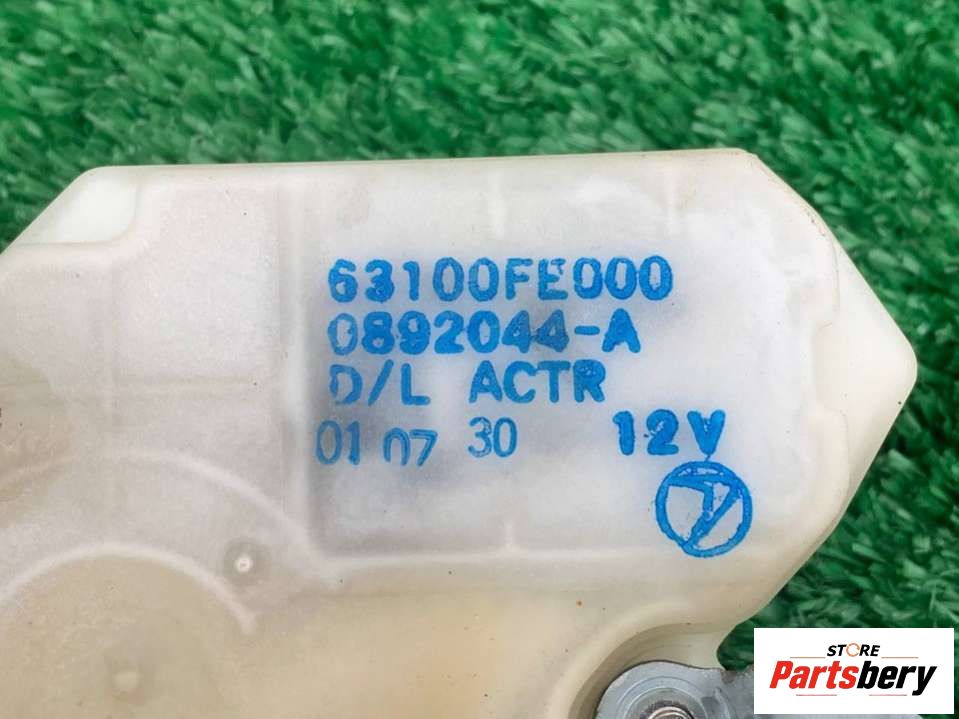 63100FE000
0892044-A
D/L ACTR
01 07 30 12V
STORE
Partsbery